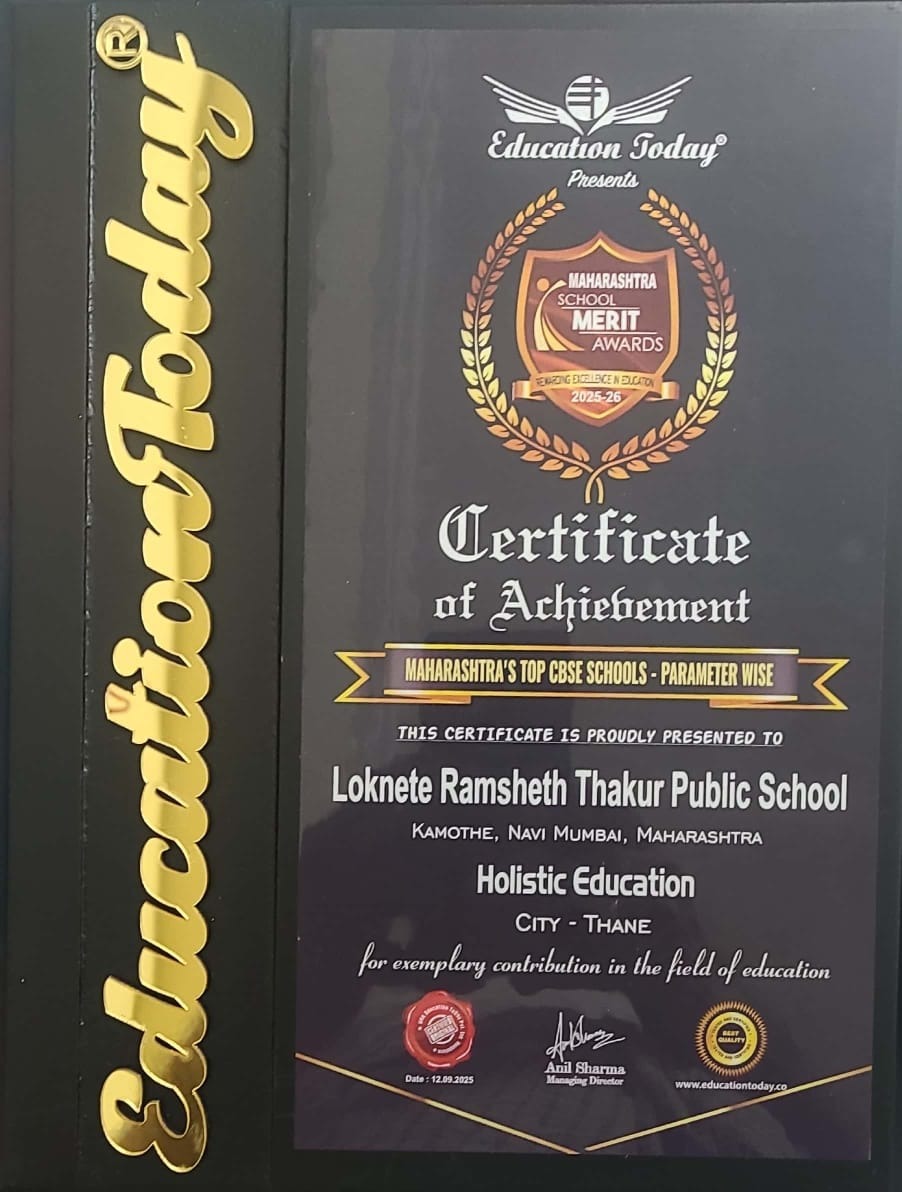 EducationToday®
Education Today®
Presents
MAHARASHTRA
SCHOOL
MERIT
AWARDS
REWARDING EXCELLENCE IN EDUCATION
2025-26
Certificate
of Achievement
MAHARASHTRA'S TOP CBSE SCHOOLS - PARAMETER WISE
THIS CERTIFICATE IS PROUDLY PRESENTED TO
Loknete Ramsheth Thakur Public School
KAMOTHE, NAVI MUMBAI, MAHARASHTRA
Holistic Education
CITY - THANE
for exemplary contribution in the field of education
Date : 12.09.2025
Anil Sharma
Managing Director
BEST
QUALITY
www.educationtoday.co